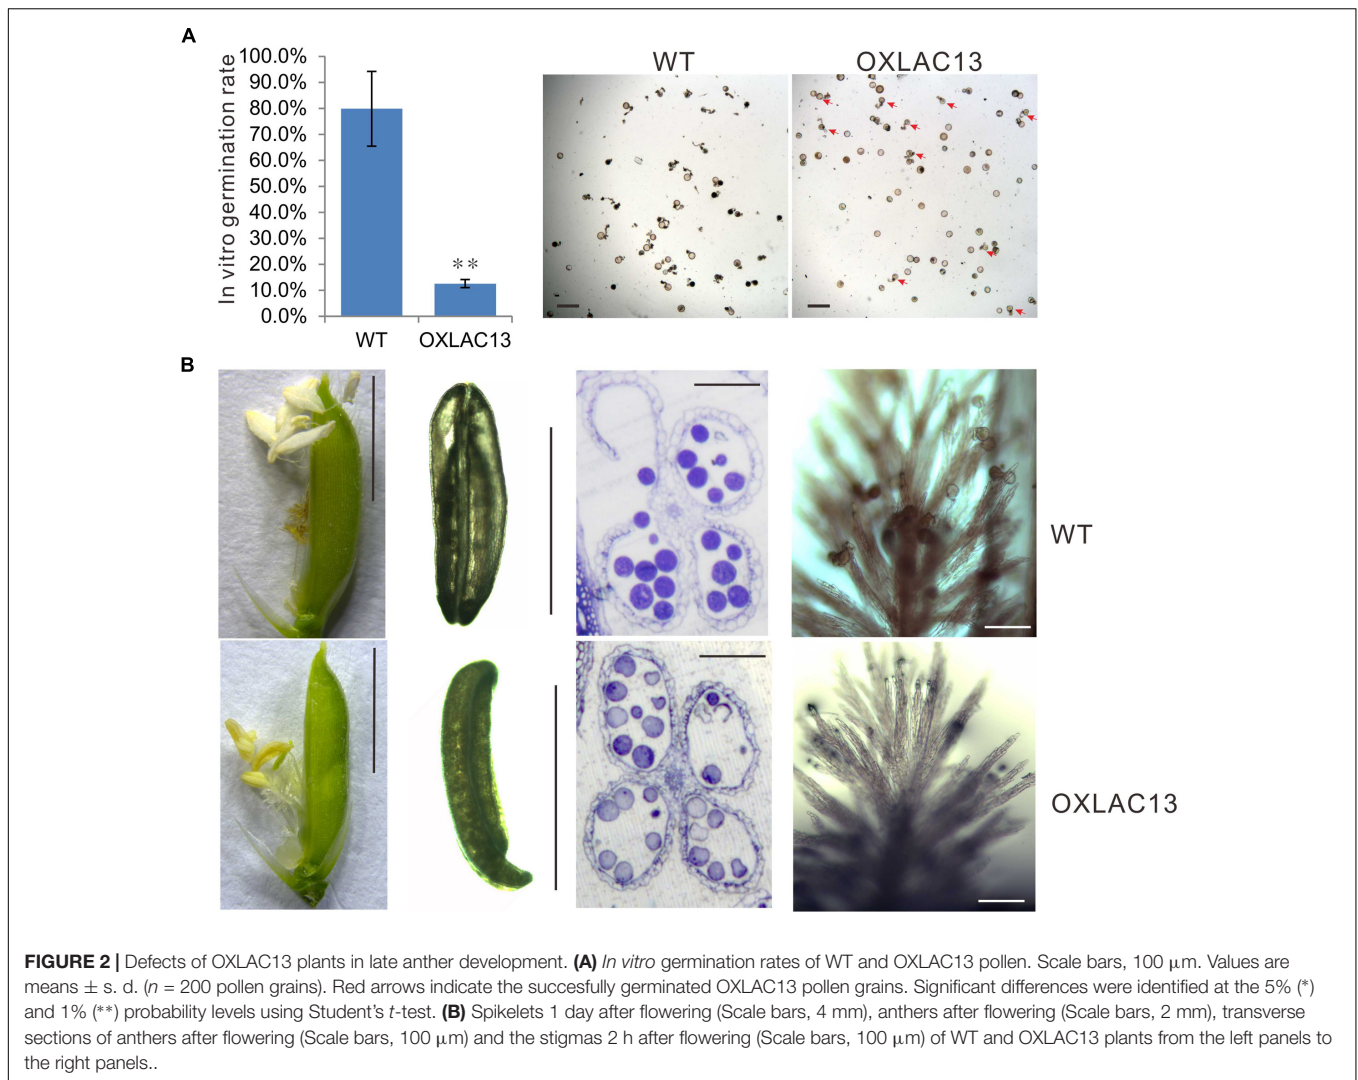 A
In vitro germination rate
100.0%
90.0%
80.0%
70.0%
60.0%
50.0%
40.0%
30.0%
20.0%
10.0%
0.0%
**
WT
OXLAC13
WT
OXLAC13
B
WT
OXLAC13
FIGURE 2 | Defects of OXLAC13 plants in late anther development. (A) In vitro germination rates of WT and OXLAC13 pollen. Scale bars, 100 μm. Values are
means ± s. d. (n = 200 pollen grains). Red arrows indicate the succesfully germinated OXLAC13 pollen grains. Significant differences were identified at the 5% (*)
and 1% (**) probability levels using Student's t-test. (B) Spikelets 1 day after flowering (Scale bars, 4 mm), anthers after flowering (Scale bars, 2 mm), transverse
sections of anthers after flowering (Scale bars, 100 μm) and the stigmas 2 h after flowering (Scale bars, 100 μm) of WT and OXLAC13 plants from the left panels to
the right panels..